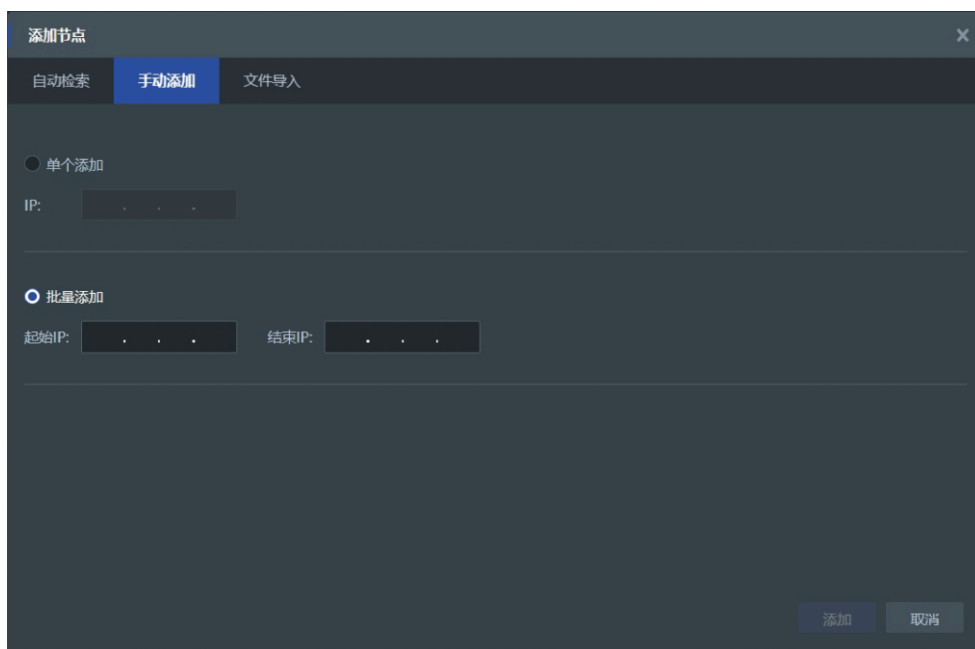 添加节点
自动检索 手动添加 文件导入
单个添加
IP: . . .
批量添加
起始IP: . . . 结束IP: . . .
添加 取消